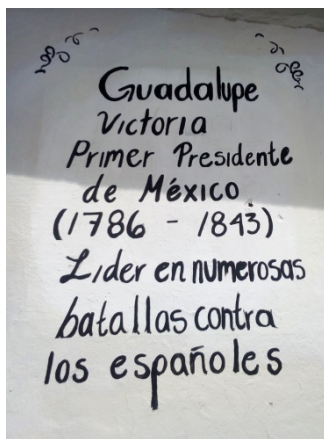 Guadalupe
Victoria
Primer Presidente
de México
(1786 - 1843)
Lider en numerosas
batallas contra
los españoles